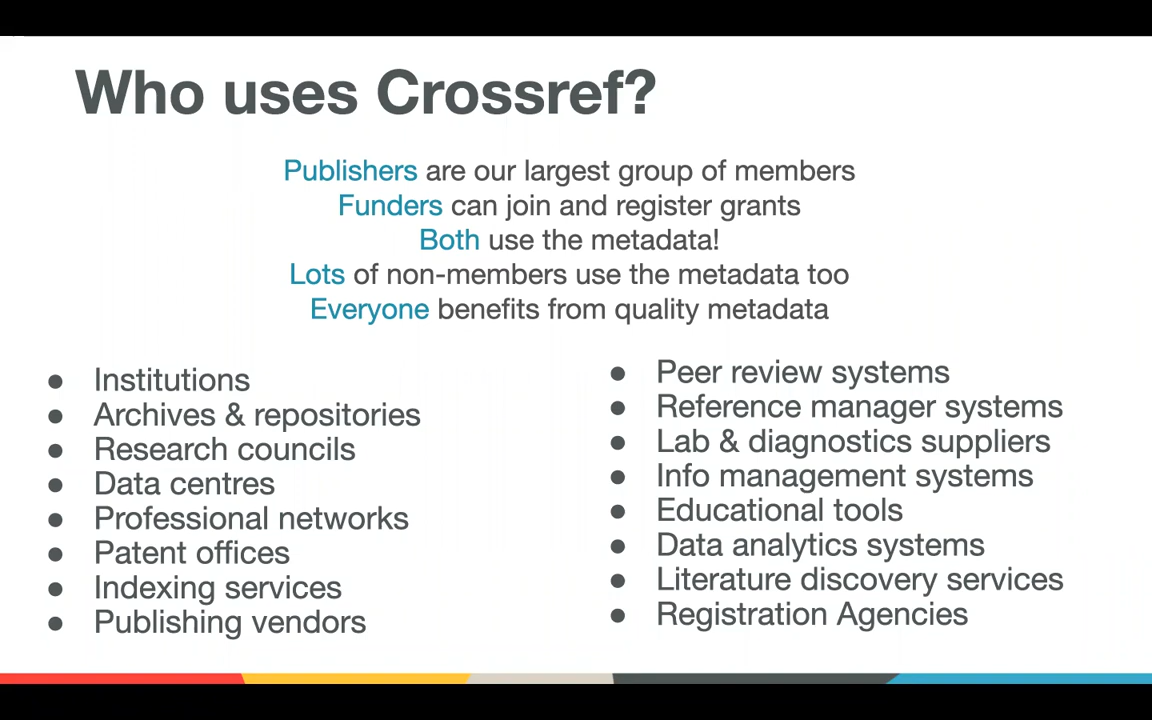 Who uses Crossref?
Publishers are our largest group of members
Funders can join and register grants
Both use the metadata!
Lots of non-members use the metadata too
Everyone benefits from quality metadata
● Institutions
● Archives & repositories
● Research councils
● Data centres
● Professional networks
● Patent offices
● Indexing services
● Publishing vendors
● Peer review systems
● Reference manager systems
● Lab & diagnostics suppliers
● Info management systems
● Educational tools
● Data analytics systems
● Literature discovery services
● Registration Agencies